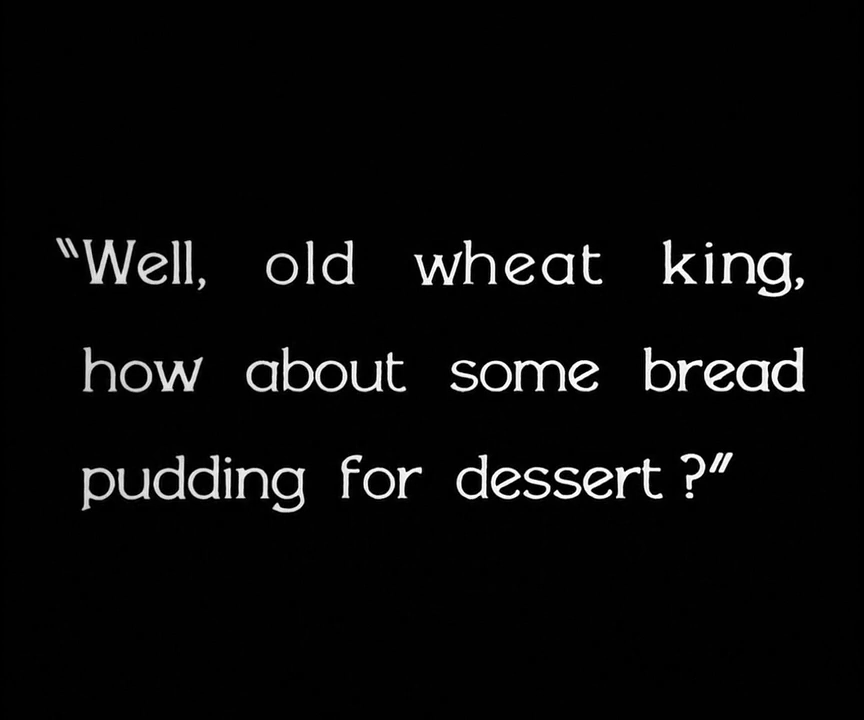 "Well, old wheat king,
how about some bread
pudding for dessert?"